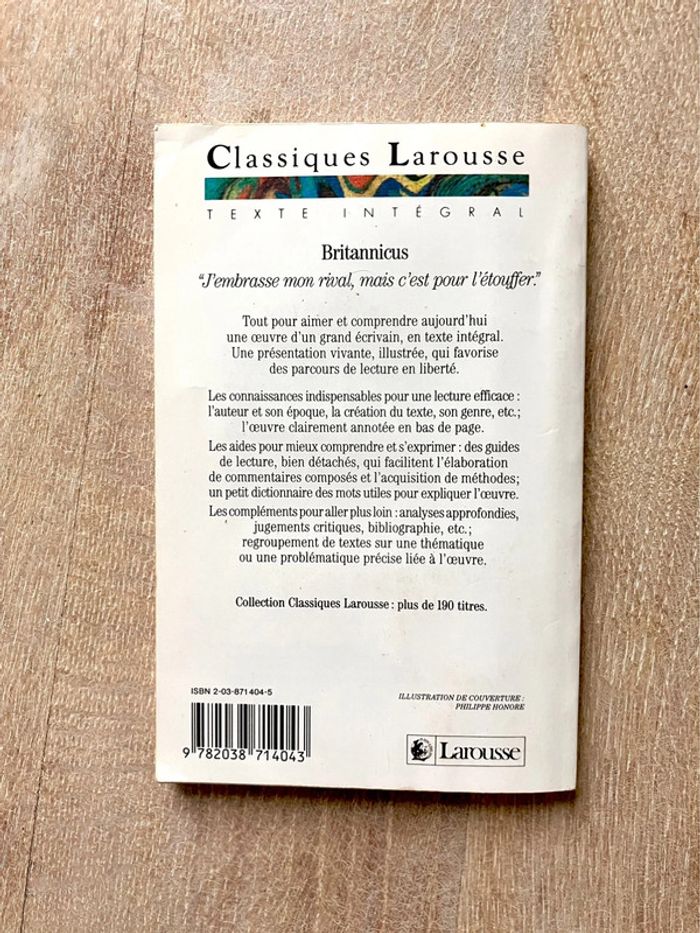 Classiques Larousse
TEXTE INTÉGRAL
Britannicus
“J’embrasse mon rival, mais c’est pour l’étouffer.”
Tout pour aimer et comprendre aujourd’hui
une œuvre d’un grand écrivain, en texte intégral.
Une présentation vivante, illustrée, qui favorise
des parcours de lecture en liberté.
Les connaissances indispensables pour une lecture efficace :
l’auteur et son époque, la création du texte, son genre, etc.;
l’œuvre clairement annotée en bas de page.
Les aides pour mieux comprendre et s’exprimer : des guides
de lecture, bien détachés, qui facilitent l’élaboration
de commentaires composés et l’acquisition de méthodes;
un petit dictionnaire des mots utiles pour expliquer l’œuvre.
Les compléments pour aller plus loin : analyses approfondies,
jugements critiques, bibliographie, etc.;
regroupement de textes sur une thématique
ou une problématique précise liée à l’œuvre.
Collection Classiques Larousse : plus de 190 titres.
ISBN 2-03-871404-5
9 782038 714043
ILLUSTRATION DE COUVERTURE :
PHILIPPE HONORE
Larousse